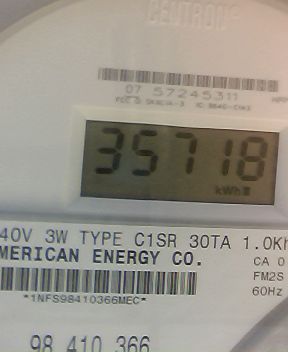 CENTRON®
07 57245311
35718
kWh
40V 3W TYPE C1SR 30TA 1.0Kh
MERICAN ENERGY CO.
CA 0
FM2S
60Hz
*1NFS98410366MEC*
98 410 366